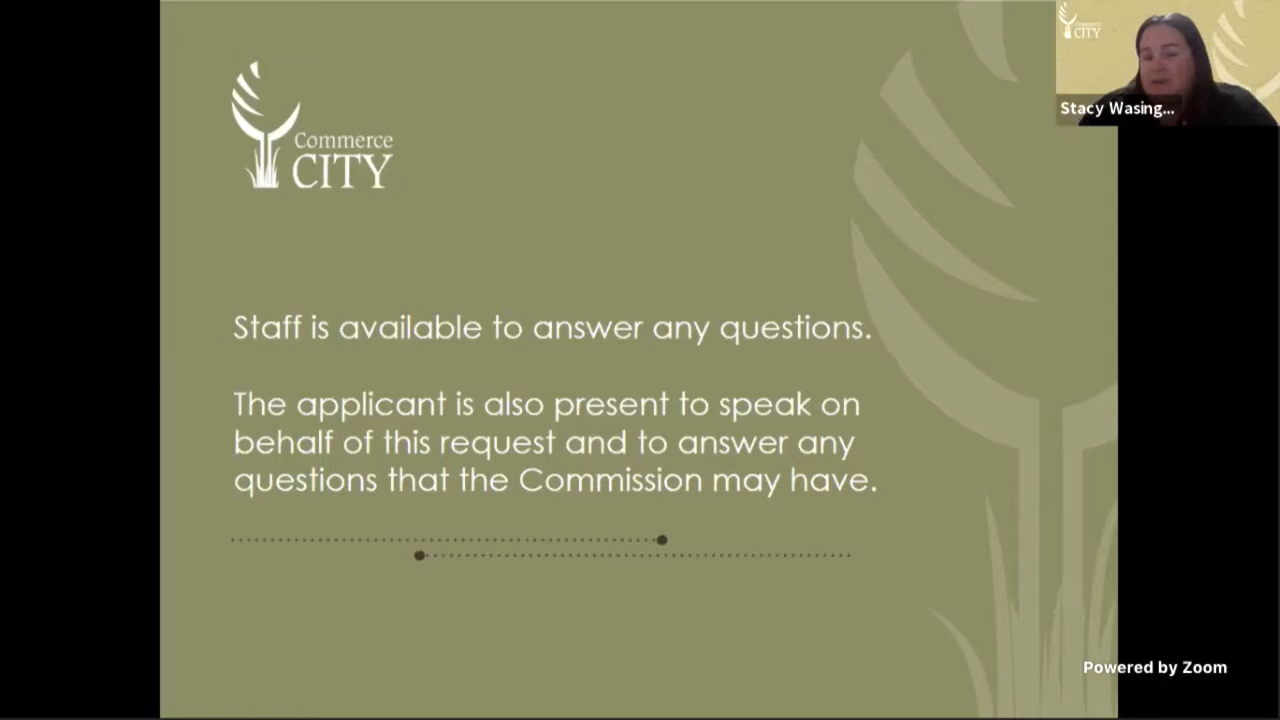 Commerce
CITY
CITY
Stacy Wasing...
Staff is available to answer any questions.
The applicant is also present to speak on
behalf of this request and to answer any
questions that the Commission may have.
Powered by Zoom